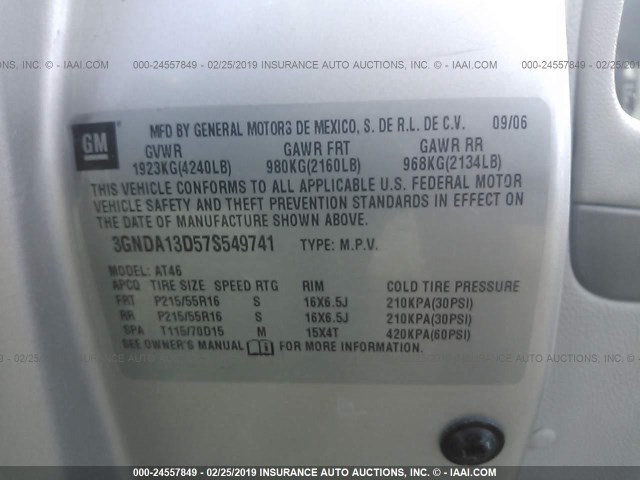 000-24557849 - 02/25/2019 INSURANCE AUTO AUCTIONS, INC. - IAAI.COM
GM
MFD BY GENERAL MOTORS DE MEXICO, S. DE R.L. DE C.V. 09/06
GVWR GAWR FRT GAWR RR
1923KG(4240LB) 980KG(2160LB) 968KG(2134LB)
THIS VEHICLE CONFORMS TO ALL APPLICABLE U.S. FEDERAL MOTOR
VEHICLE SAFETY AND THEFT PREVENTION STANDARDS IN EFFECT ON
THE DATE OF MANUFACTURE SHOWN ABOVE.
3GNDA13D57S549741 TYPE: M.P.V.
MODEL: AT46
APCQ TIRE SIZE SPEED RTG RIM COLD TIRE PRESSURE
FRT P215/55R16 S 16X6.5J 210KPA(30PSI)
RR P215/55R16 S 16X6.5J 210KPA(30PSI)
SPA T115/70D15 M 15X4T 420KPA(60PSI)
SEE OWNER'S MANUAL FOR MORE INFORMATION.
000-24557849 - 02/25/2019 INSURANCE AUTO AUCTIONS, INC. - IAAI.COM